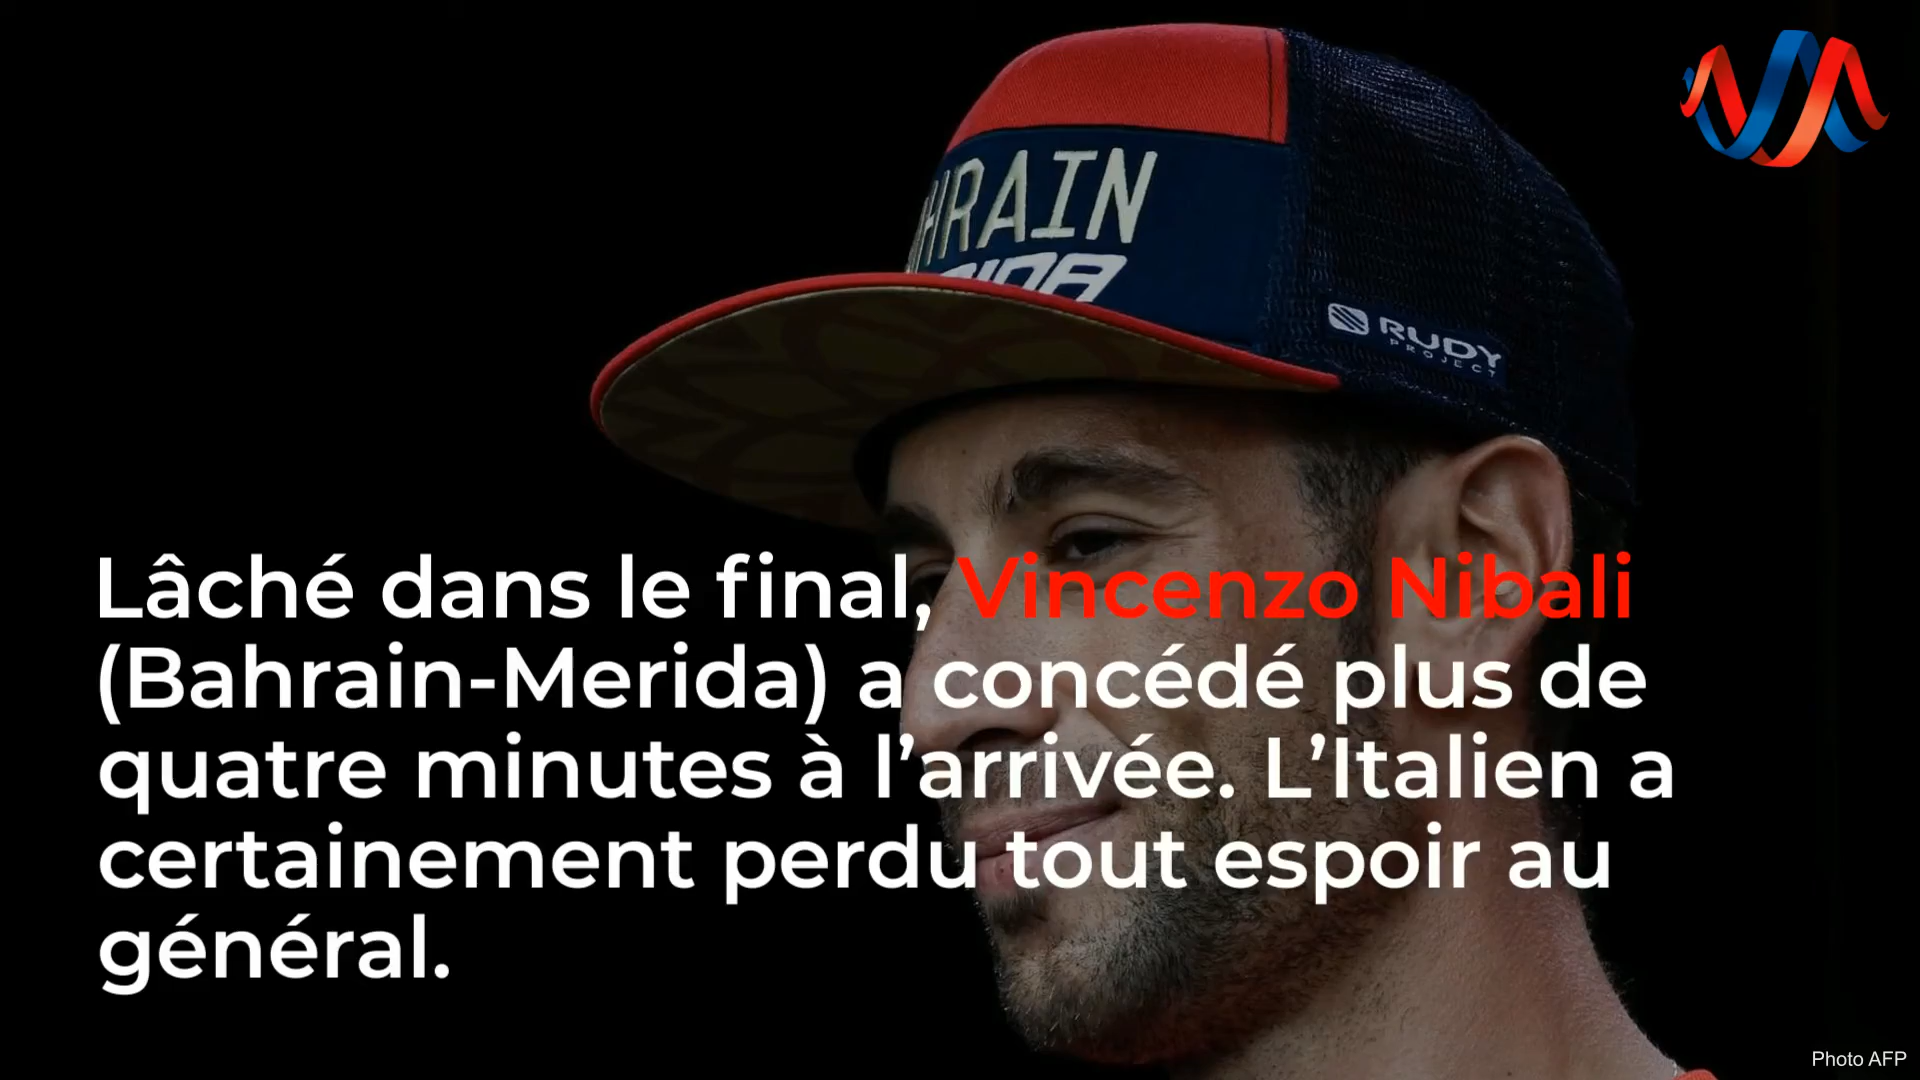 HRAIN
RUDY
PROJECT
Lâché dans le final, Vincenzo Nibali
(Bahrain-Merida) a concédé plus de
quatre minutes à l’arrivée. L’Italien a
certainement perdu tout espoir au
général.
Photo AFP